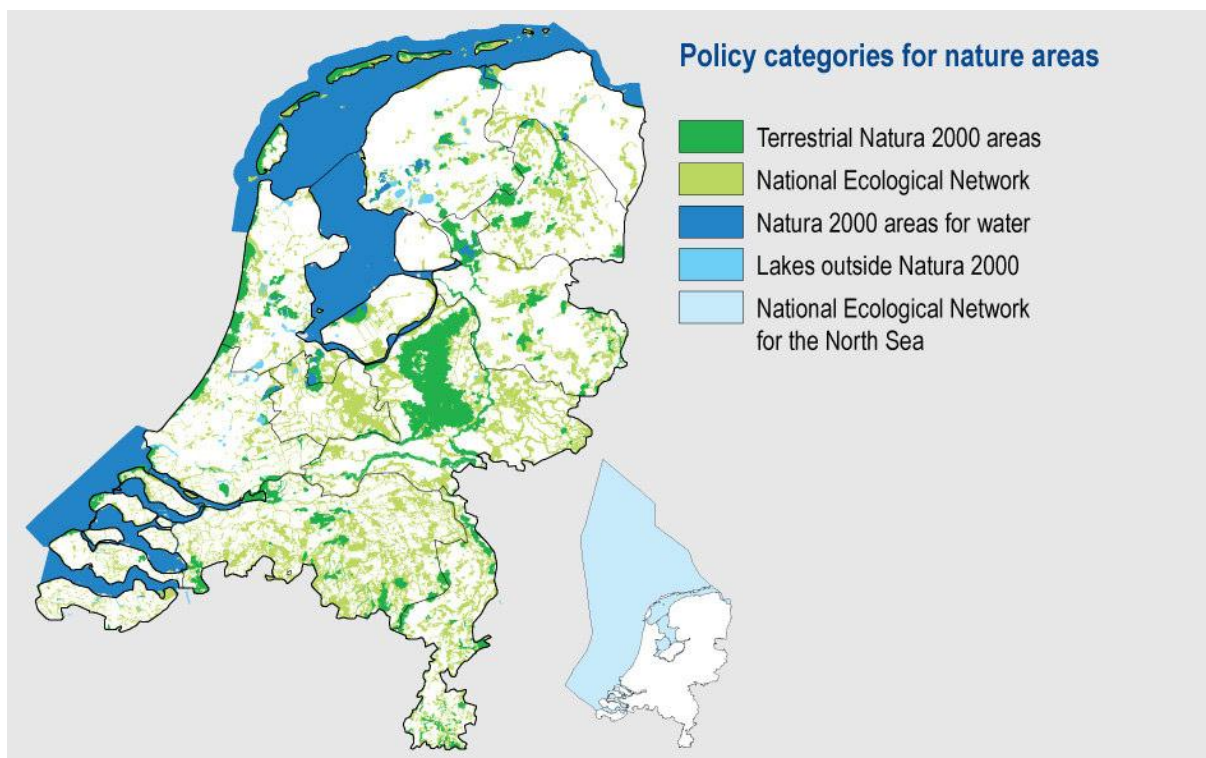 Policy categories for nature areas
Terrestrial Natura 2000 areas
National Ecological Network
Natura 2000 areas for water
Lakes outside Natura 2000
National Ecological Network
for the North Sea